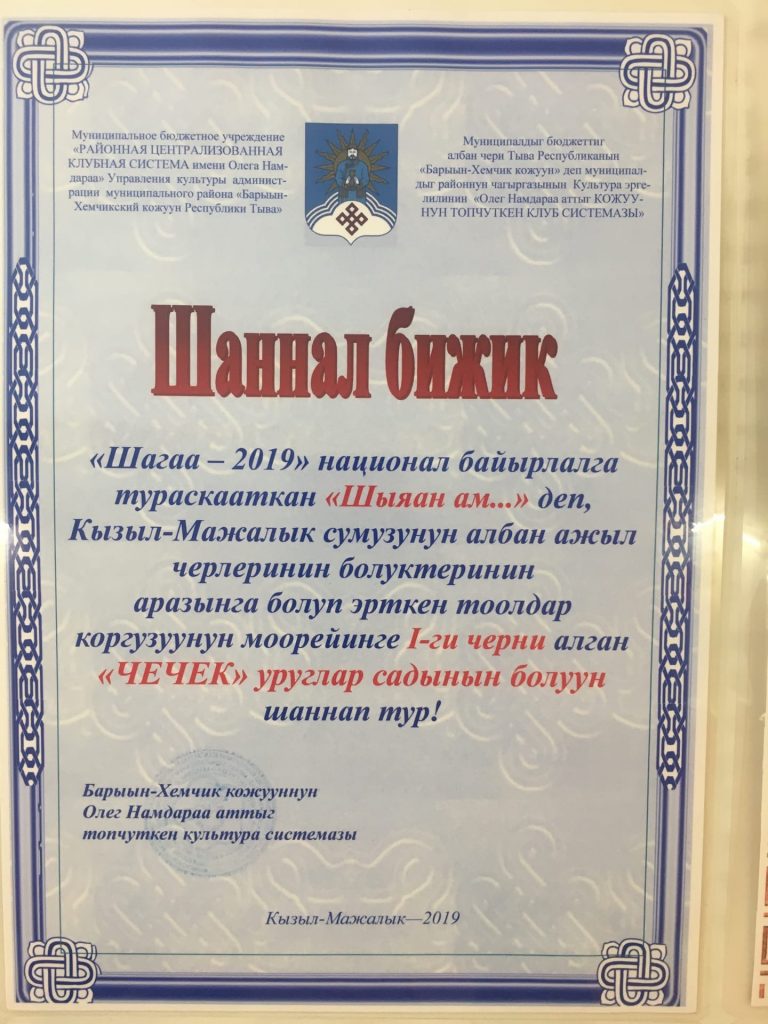 Муниципальное бюджетное учреждение
«РАЙОННАЯ ЦЕНТРАЛИЗОВАННАЯ
КЛУБНАЯ СИСТЕМА имени Олега Нам-
дараа» Управления культуры админист-
рации муниципального района «Барыын-
Хемчикский кожуун Республики Тыва»
Муниципалдыг бюджеттиг
албан чери Тыва Республиканын
«Барыын-Хемчик кожуун» деп муниципал-
дыг районнун чагыргазынын Культура эрге-
лилинин «Олег Намдараа аттыг КОЖУУ-
НУН ТОПЧУТКЕН КЛУБ СИСТЕМАЗЫ»
Шаннал бижик
«Шагаа – 2019» национал байырлалга
тураскааткан «Шыяан ам...» деп,
Кызыл-Мажалык сумузунун албан ажыл
черлеринин болуктеринин
аразынга болуп эрткен тоолдар
коргузуунун моорейинге I-ги черни алган
«ЧЕЧЕК» уруглар садынын болуун
шаннап тур!
Барыын-Хемчик кожууннун
Олег Намдараа аттыг
топчуткен культура системазы
Кызыл-Мажалык—2019